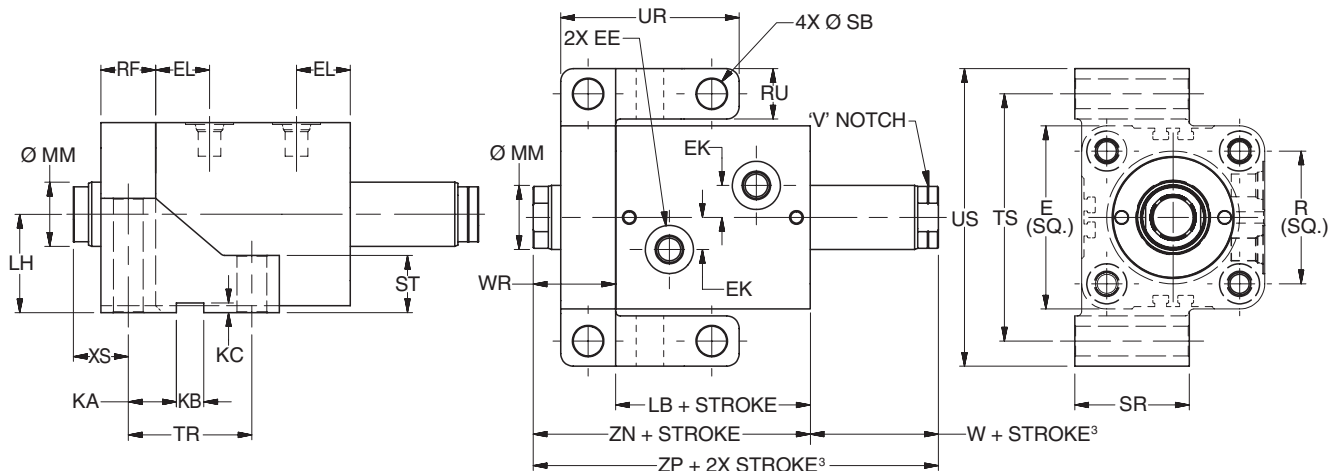 RF
EL
EL
Ø MM
LH
ST
XS
KC
KA
KB
TR
UR
4X Ø SB
2X EE
RU
'V' NOTCH
EK
Ø MM
WR
EK
LB + STROKE
ZN + STROKE
W + STROKE³
ZP + 2X STROKE³
US
TS
E
(SQ.)
R
(SQ.)
SR